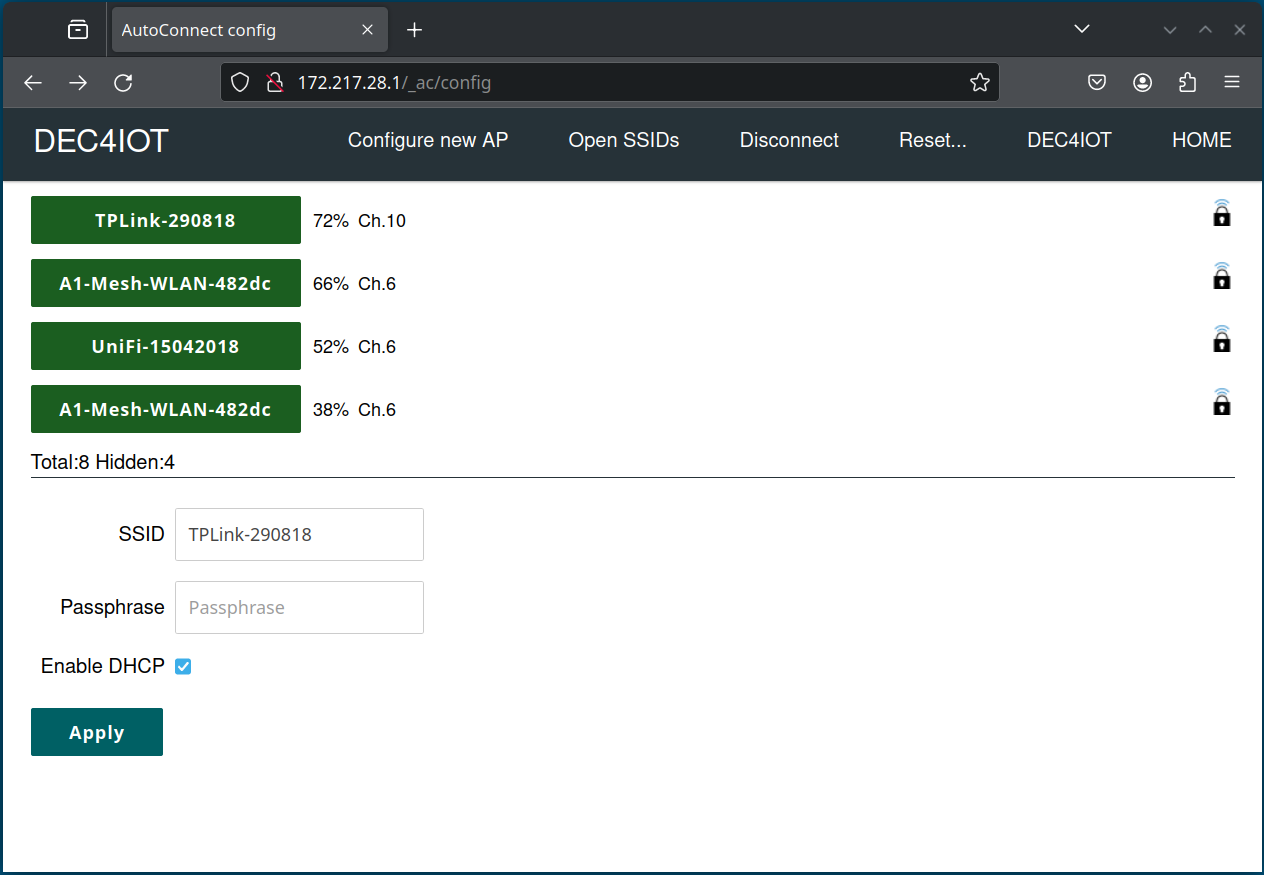 AutoConnect config
172.217.28.1/_ac/config
DEC4IOT Configure new AP Open SSIDs Disconnect Reset... DEC4IOT HOME
TPLink-290818 72% Ch.10
A1-Mesh-WLAN-482dc 66% Ch.6
UniFi-15042018 52% Ch.6
A1-Mesh-WLAN-482dc 38% Ch.6
Total:8 Hidden:4
SSID TPLink-290818
Passphrase Passphrase
Enable DHCP
Apply